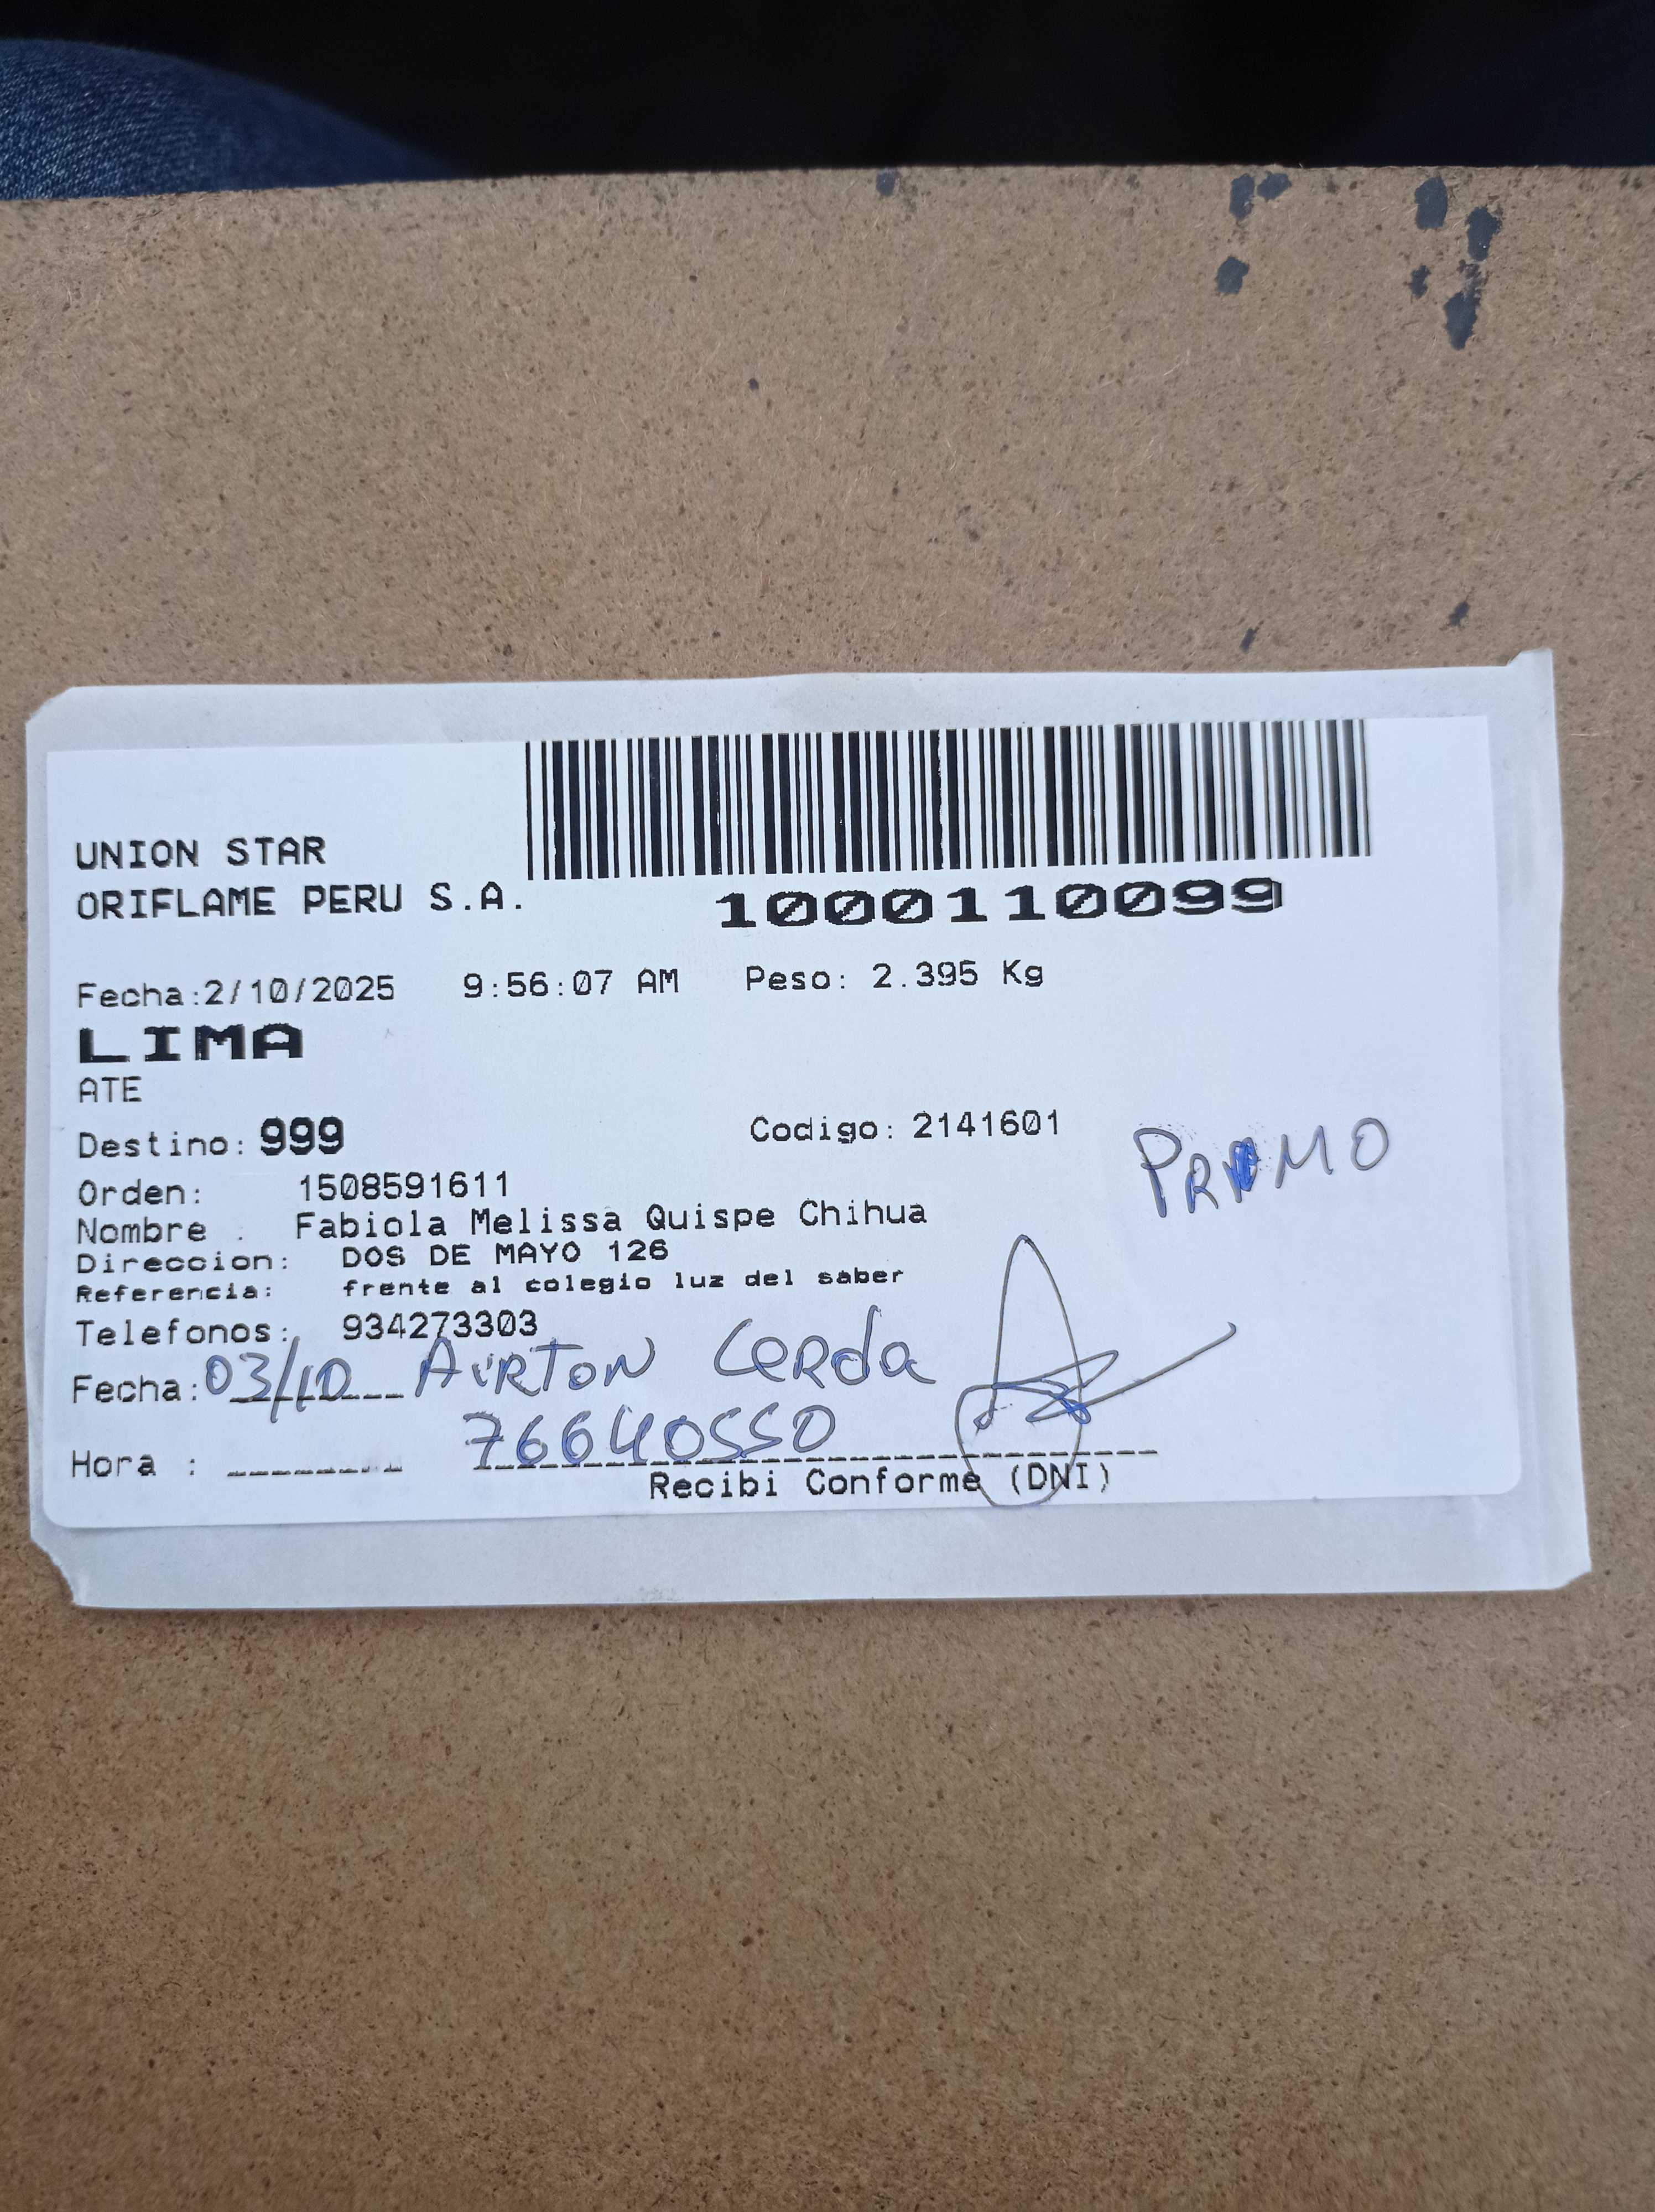 UNION STAR
ORIFLAME PERU S.A.
1000110099
Fecha:2/10/2025 9:56:07 AM Peso: 2.395 Kg
LIMA
ATE
Destino: 999 Codigo: 2141601
Orden: 1508591611
Nombre . Fabiola Melissa Quispe Chihua
Direccion: DOS DE MAYO 126
Referencia: frente al colegio luz del saber
Telefonos: 934273303
Fecha: 03/10 AIRTON CERDA
Hora : 76640550
Recibi Conforme (DNI)